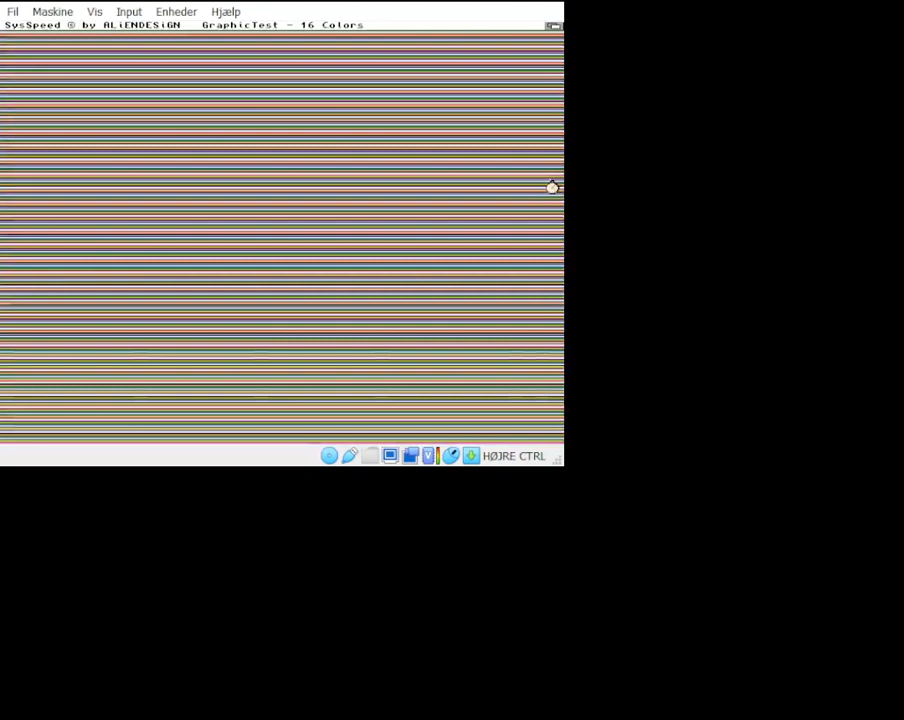 Fil Maskine Vis Input Enheder Hjælp
SysSpeed © by ALiENDESiGN GraphicTest - 16 Colors
V HØJRE CTRL